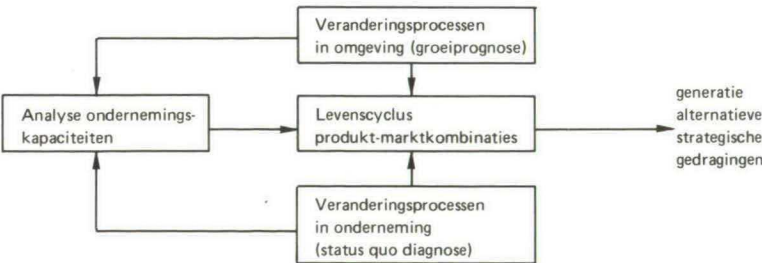 Veranderingsprocessen
in omgeving (groeiprognose)
Analyse ondernemings-
kapaciteiten
Levenscyclus
produkt-marktkombinaties
generatie
alternatieve
strategische
gedragingen
Veranderingsprocessen
in onderneming
(status quo diagnose)